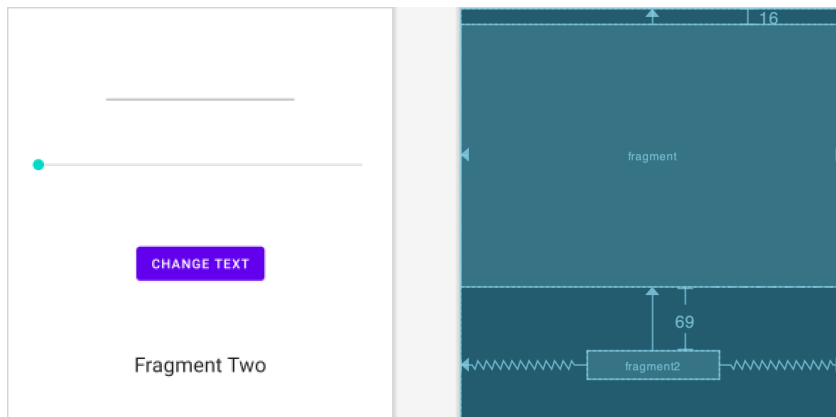 16
fragment
CHANGE TEXT
69
Fragment Two
fragment2